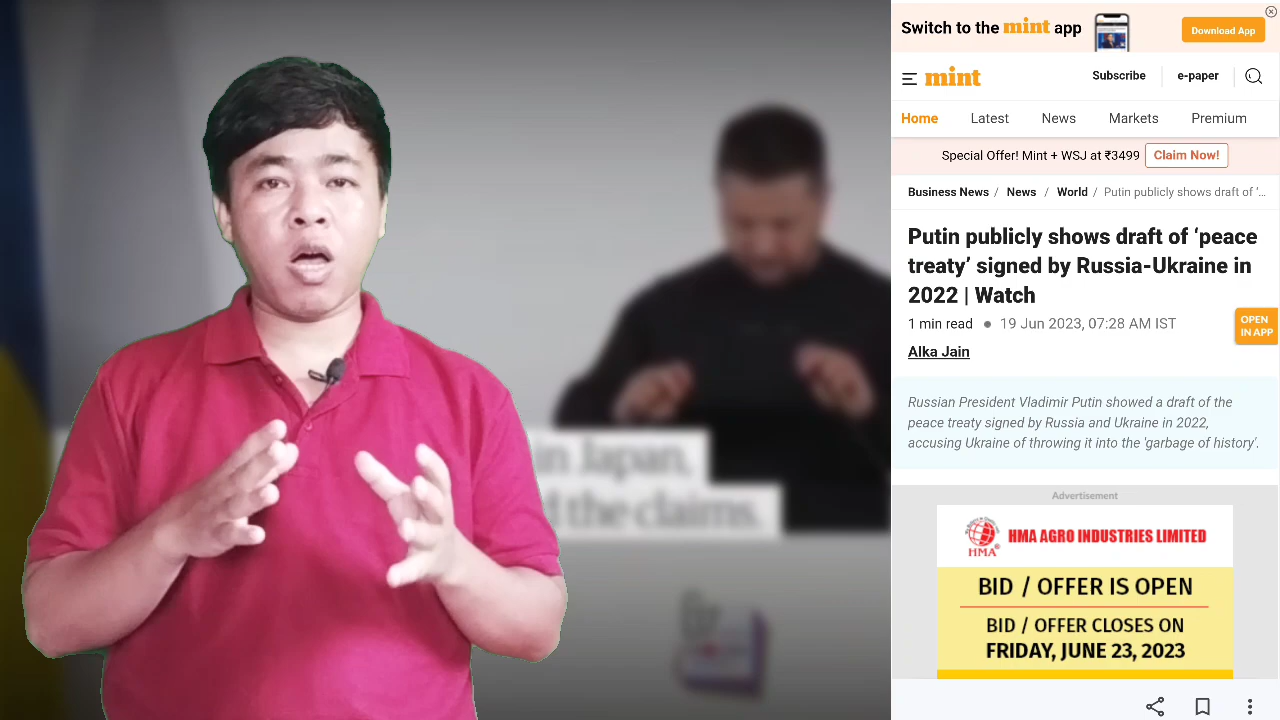 Switch to the mint app
Download App
mint
Subscribe
e-paper
Home
Latest
News
Markets
Premium
Special Offer! Mint + WSJ at ₹3499
Claim Now!
Business News / News / World / Putin publicly shows draft of ‘...
Putin publicly shows draft of ‘peace
treaty’ signed by Russia-Ukraine in
2022 | Watch
1 min read • 19 Jun 2023, 07:28 AM IST
OPEN
IN APP
Alka Jain
Russian President Vladimir Putin showed a draft of the
peace treaty signed by Russia and Ukraine in 2022,
accusing Ukraine of throwing it into the 'garbage of history'.
in Japan,
the claims.
Advertisement
HMA
HMA AGRO INDUSTRIES LIMITED
BID / OFFER IS OPEN
BID / OFFER CLOSES ON
FRIDAY, JUNE 23, 2023